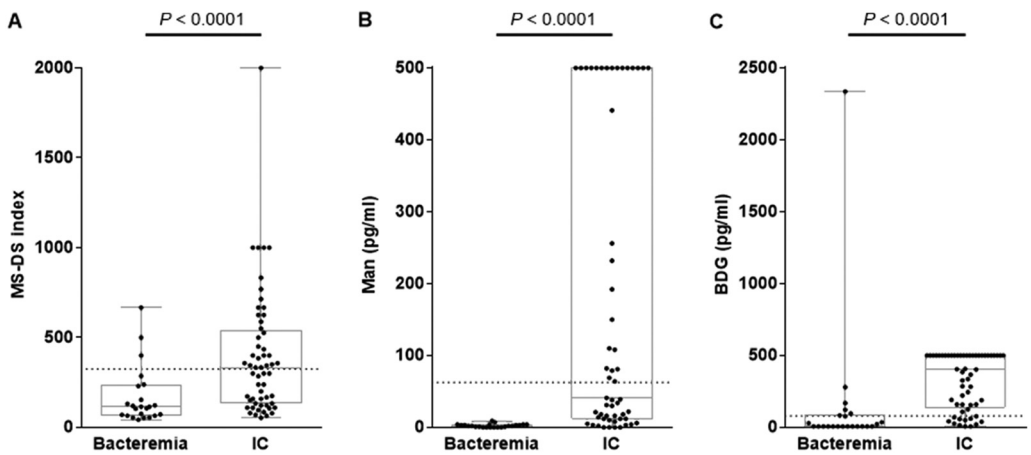 A
P < 0.0001
2000
1500
1000
500
0
MS-DS Index
Bacteremia
IC
B
P < 0.0001
500
400
300
200
100
0
Man (pg/ml)
Bacteremia
IC
C
P < 0.0001
2500
2000
1500
1000
500
0
BDG (pg/ml)
Bacteremia
IC